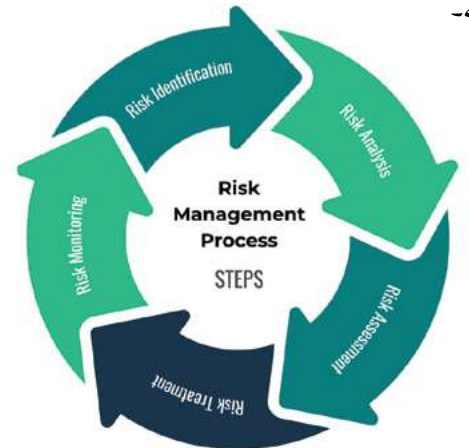 Risk Identification
Risk Analysis
Risk Assessment
Risk Treatment
Risk Monitoring
Risk
Management
Process
STEPS